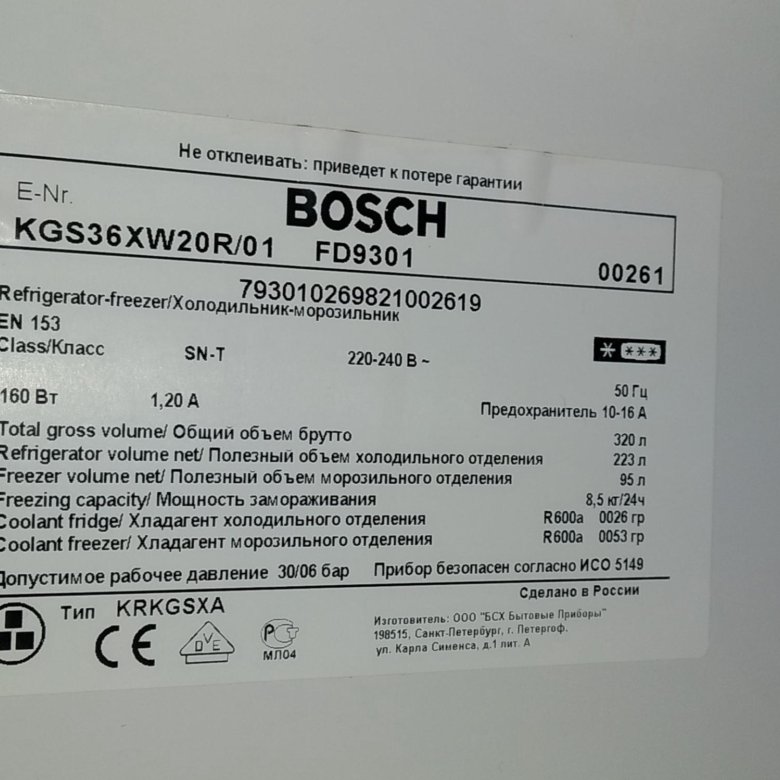 Не отклеивать: приведет к потере гарантии
E-Nr.
BOSCH
KGS36XW20R/01 FD9301
00261
793010269821002619
Refrigerator-freezer/Холодильник-морозильник
EN 153
Class/Класс SN-T 220-240 В ~ * ***
50 Гц
160 Вт 1,20 А
Предохранитель 10-16 А
Total gross volume/ Общий объем брутто 320 л
Refrigerator volume net/ Полезный объем холодильного отделения 223 л
Freezer volume net/ Полезный объем морозильного отделения 95 л
Freezing capacity/ Мощность замораживания 8,5 кг/24ч
Coolant fridge/ Хладагент холодильного отделения R600a 0026 гр
Coolant freezer/ Хладагент морозильного отделения R600a 0053 гр
Допустимое рабочее давление 30/06 бар Прибор безопасен согласно ИСО 5149
Сделано в России
Тип KRKGSXA
CE DVE PCT
МЛ04
Изготовитель: ООО "БСХ Бытовые Приборы"
198515, Санкт-Петербург, г. Петергоф,
ул. Карла Сименса, д.1 лит. А